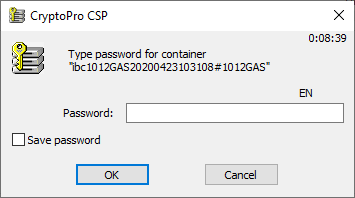 CryptoPro CSP
0:08:39
Type password for container
"ibc1012GAS20200423103108#1012GAS"
EN
Password:
Save password
OK
Cancel